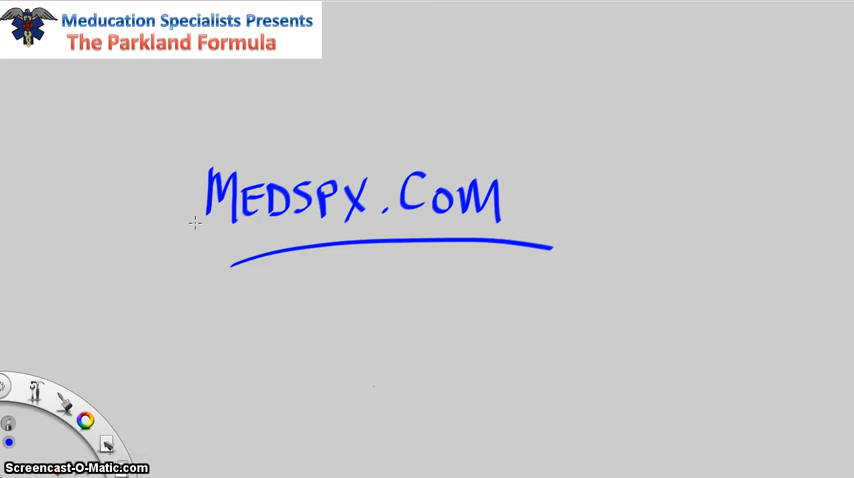 Meducation Specialists Presents
The Parkland Formula
MEDSPX.COM
Screencast-O-Matic.com